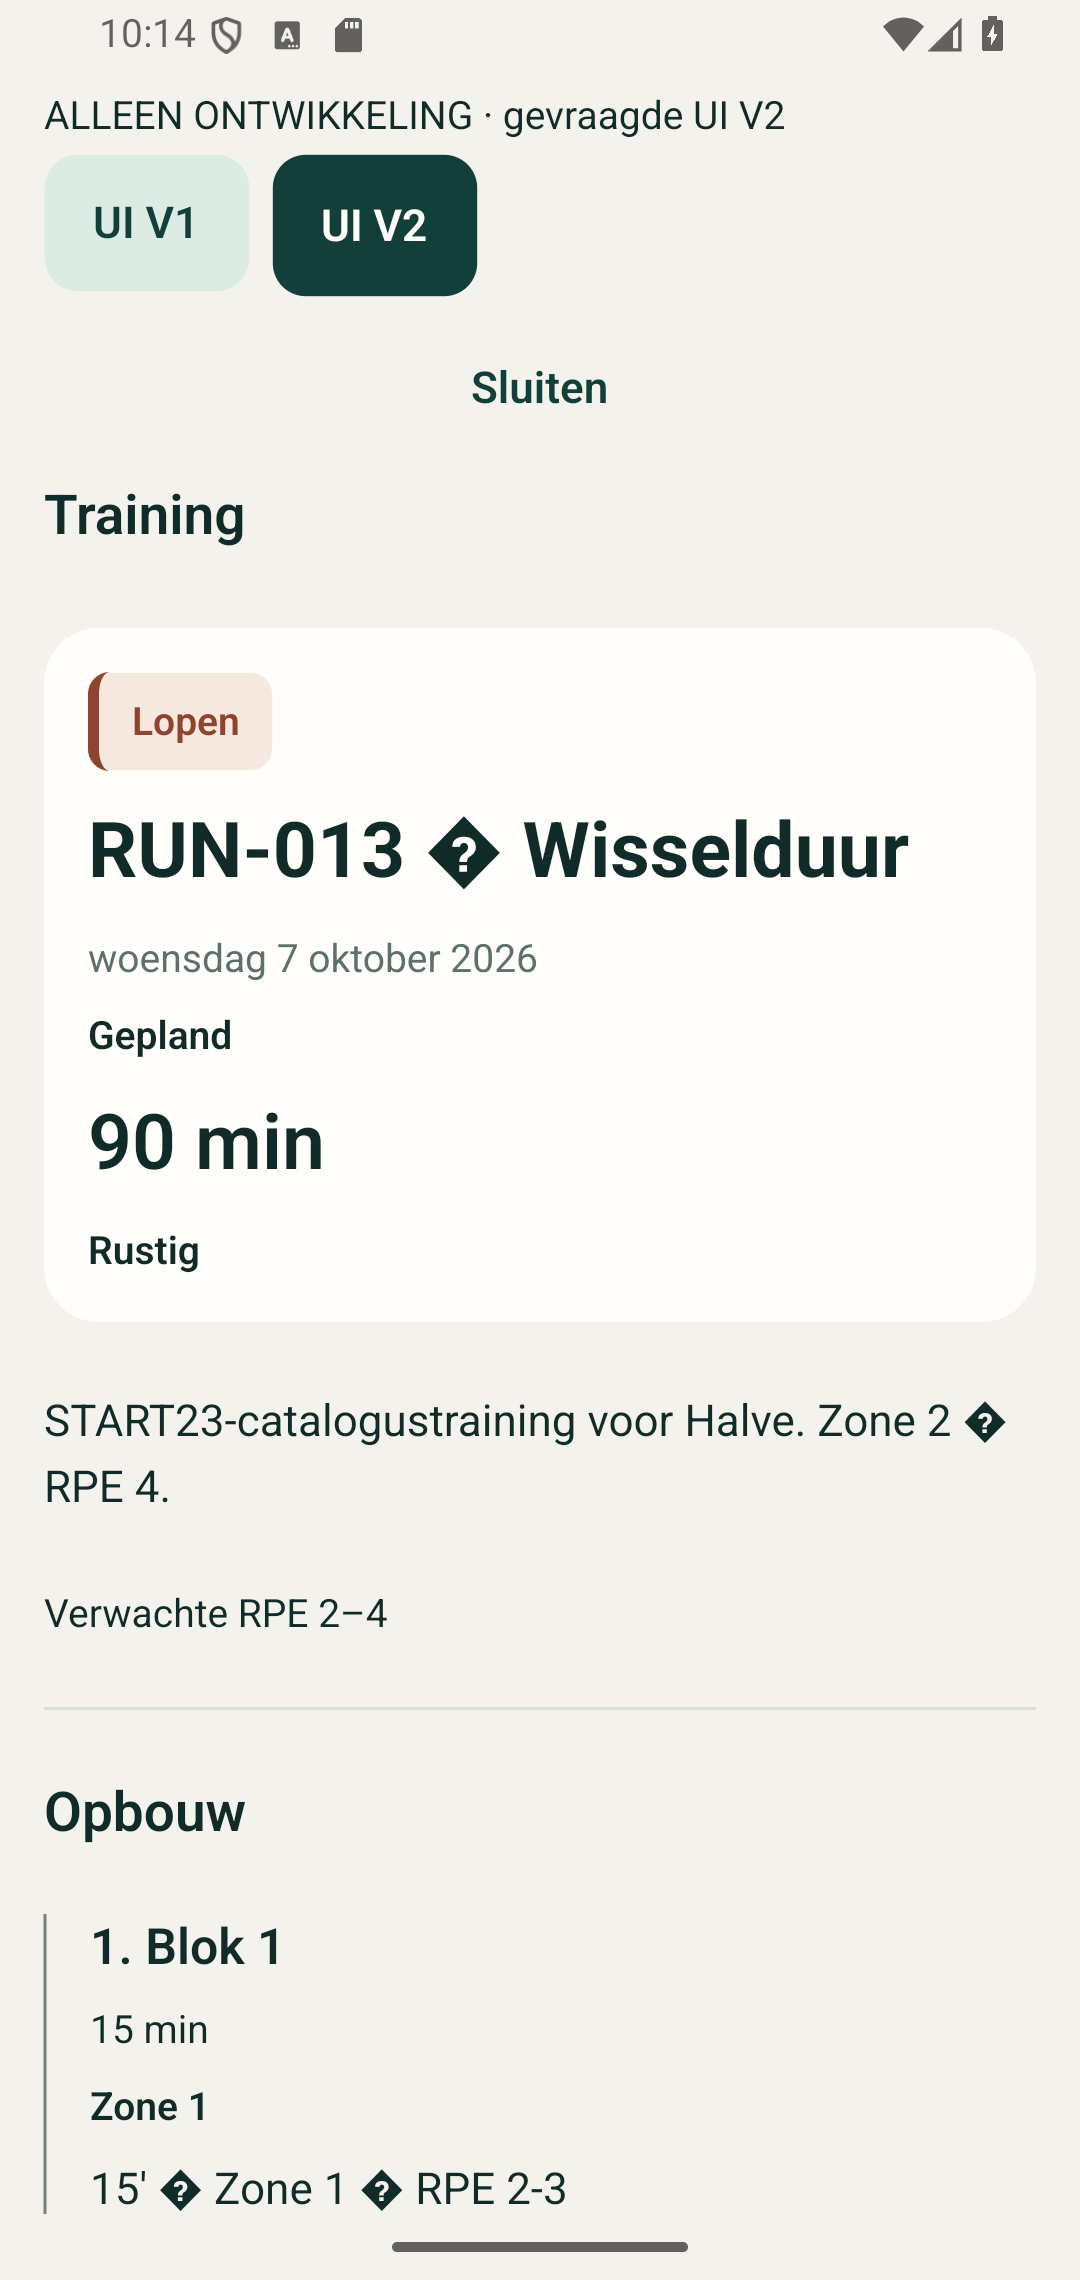 10:14
ALLEEN ONTWIKKELING · gevraagde UI V2
UI V1
UI V2
Sluiten
Training
Lopen
RUN-013 � Wisselduur
woensdag 7 oktober 2026
Gepland
90 min
Rustig
START23-catalogustraining voor Halve. Zone 2 �
RPE 4.
Verwachte RPE 2–4
Opbouw
1. Blok 1
15 min
Zone 1
15' � Zone 1 � RPE 2-3